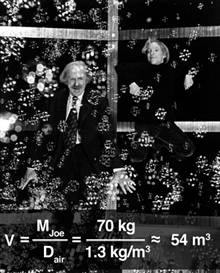 V = M_Joe / D_air = 70 kg / 1.3 kg/m³ ≈ 54 m³